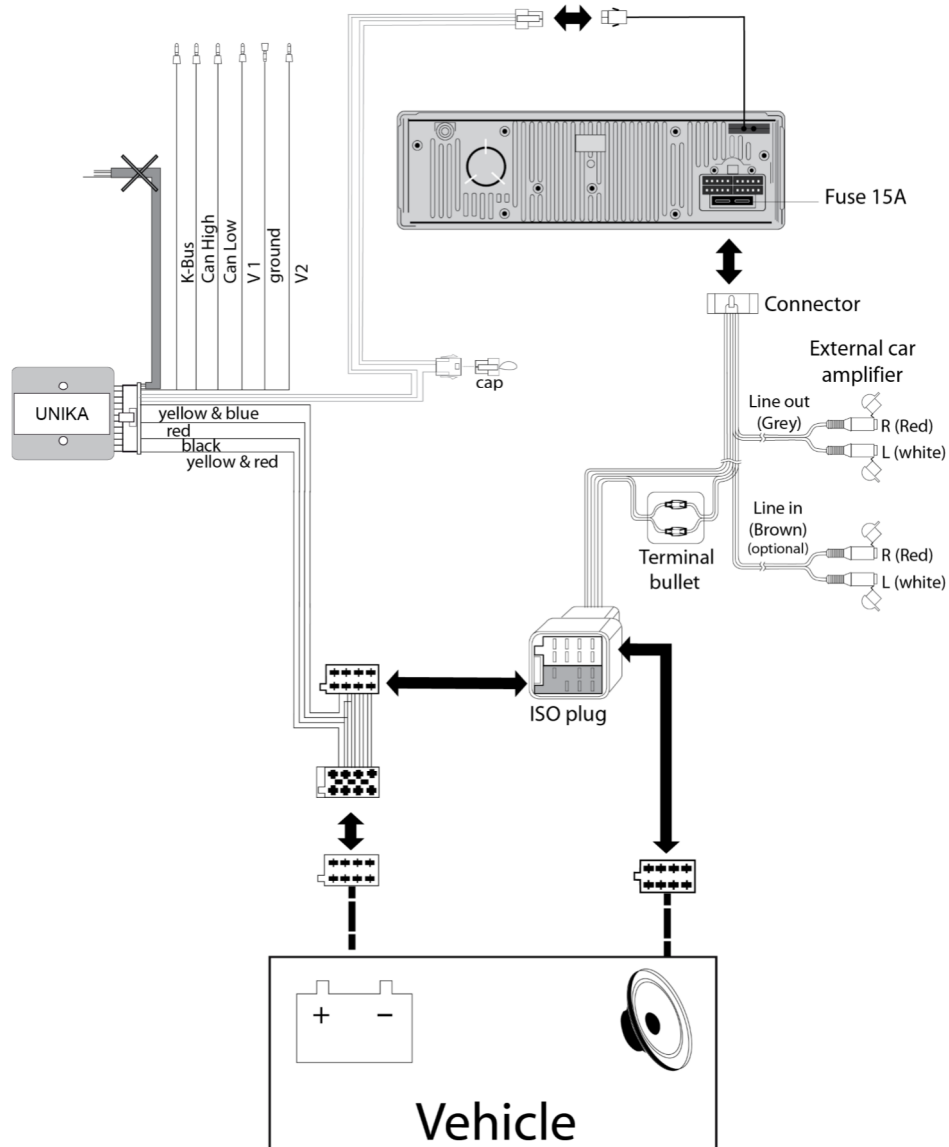 Fuse 15A
K-Bus
Can High
Can Low
V 1
ground
V2
Connector
External car
amplifier
cap
UNIKA
yellow & blue
red
black
yellow & red
Line out
(Grey)
R (Red)
L (white)
Line in
(Brown)
(optional)
R (Red)
L (white)
Terminal
bullet
ISO plug
+ −
Vehicle